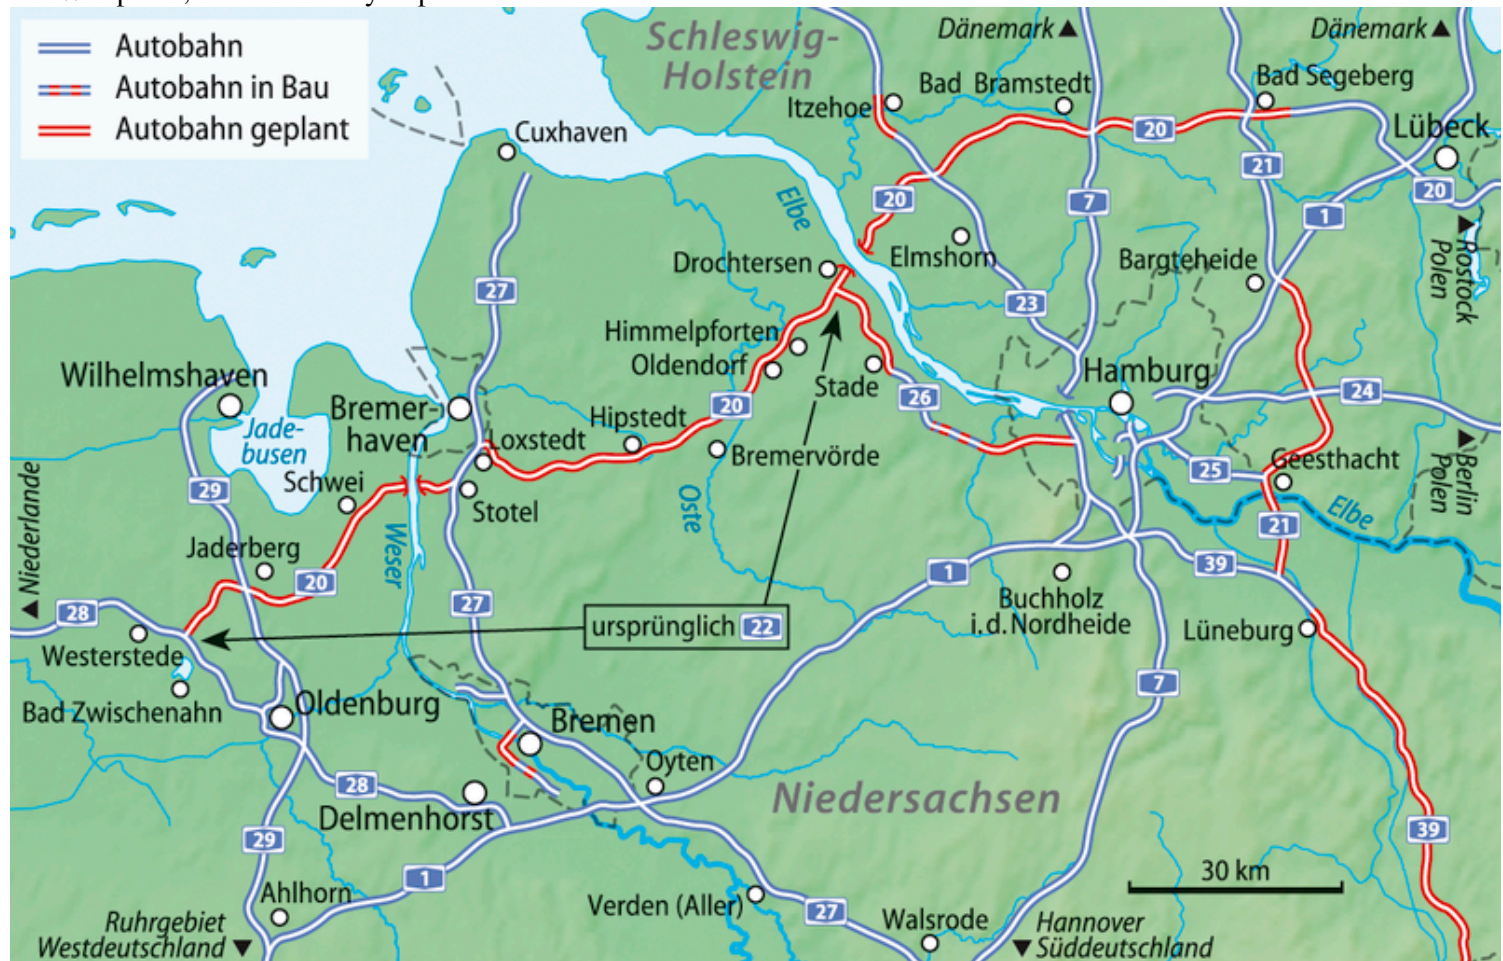 Autobahn
Autobahn in Bau
Autobahn geplant
Schleswig-
Holstein
Dänemark
Dänemark
Itzehoe
Bad Bramstedt
Bad Segeberg
Lübeck
20
21
20
Cuxhaven
Elbe
20
7
1
Rostock
Polen
Drochtersen
Elmshorn
Bargteheide
27
23
Himmelpforten
Oldendorf
Stade
Wilhelmshaven
Hamburg
24
Bremer-
haven
20
26
Jade-
busen
Hipstedt
Loxstedt
Bremervörde
Geesthacht
25
Berlin
Polen
Schwei
29
Stotel
Oste
Elbe
21
Niederlande
Jaderberg
Weser
20
1
39
28
27
Buchholz
i.d.Nordheide
ursprünglich 22
Lüneburg
Westerstede
7
Bad Zwischenahn
Oldenburg
Bremen
Oyten
28
Niedersachsen
Delmenhorst
39
29
1
30 km
Ahlhorn
Verden (Aller)
27
Walsrode
Ruhrgebiet
Westdeutschland
Hannover
Süddeutschland